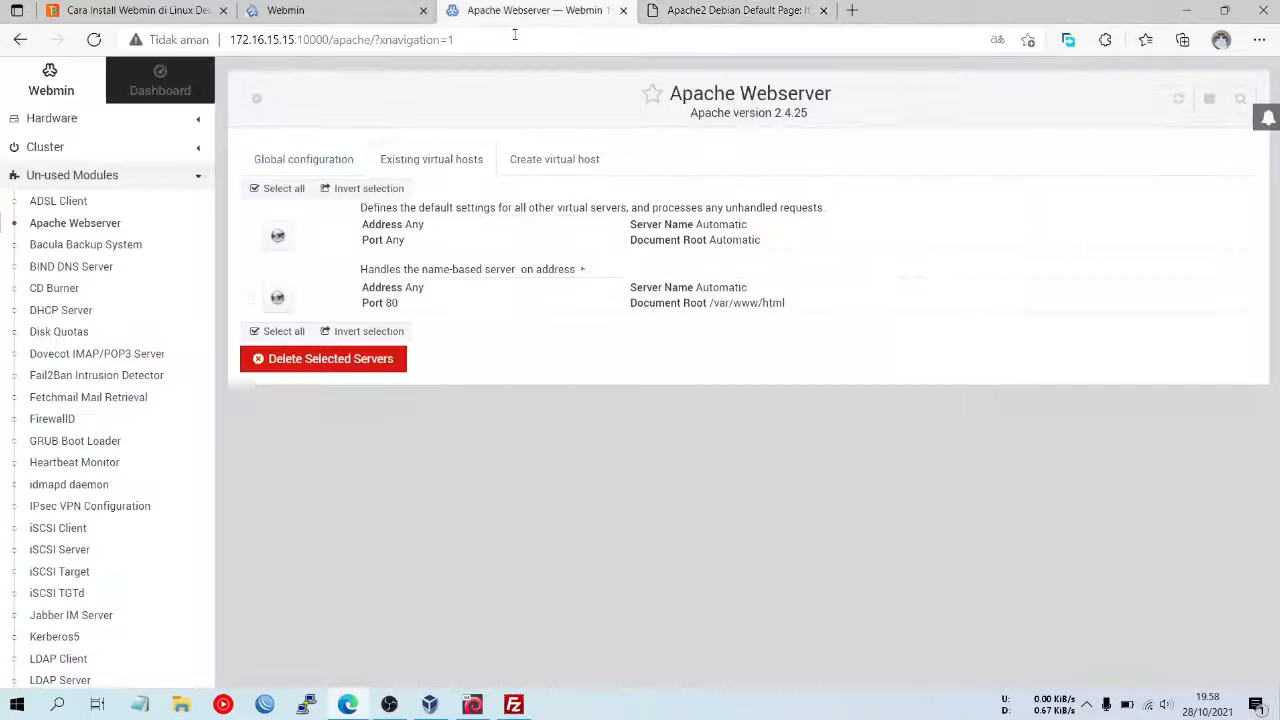 Cara Install Webmin di Linux De
Webmin
Apache Webserver — Webmin 1
Apache2 Debian Default Page: It
Tidak aman
172.16.15.15:10000/apache/?xnavigation=1
Webmin
Dashboard
Hardware
Cluster
Un-used Modules
ADSL Client
Apache Webserver
Bacula Backup System
BIND DNS Server
CD Burner
DHCP Server
Disk Quotas
Dovecot IMAP/POP3 Server
Fail2Ban Intrusion Detector
Fetchmail Mail Retrieval
FirewallD
GRUB Boot Loader
Heartbeat Monitor
idmapd daemon
IPsec VPN Configuration
iSCSI Client
iSCSI Server
iSCSI Target
iSCSI TGTd
Jabber IM Server
Kerberos5
LDAP Client
LDAP Server
Apache Webserver
Apache version 2.4.25
Global configuration
Existing virtual hosts
Create virtual host
Select all
Invert selection
Defines the default settings for all other virtual servers, and processes any unhandled requests.
Address Any
Server Name Automatic
Port Any
Document Root Automatic
Handles the name-based server on address *.
Address Any
Server Name Automatic
Port 80
Document Root /var/www/html
Select all
Invert selection
Delete Selected Servers
U: 0.00 KiB/s
D: 0.67 KiB/s
19.58
28/10/2021